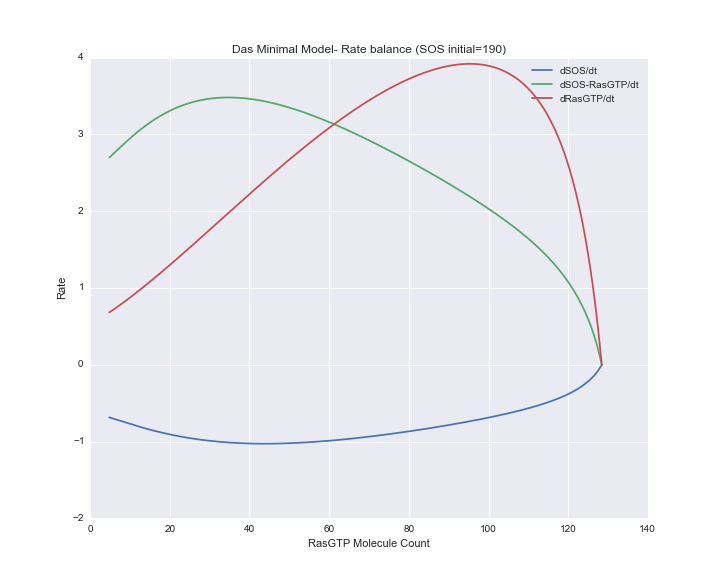 Das Minimal Model- Rate balance (SOS initial=190)
4
3
2
1
0
−1
−2
Rate
dSOS/dt
dSOS-RasGTP/dt
dRasGTP/dt
0 20 40 60 80 100 120 140
RasGTP Molecule Count